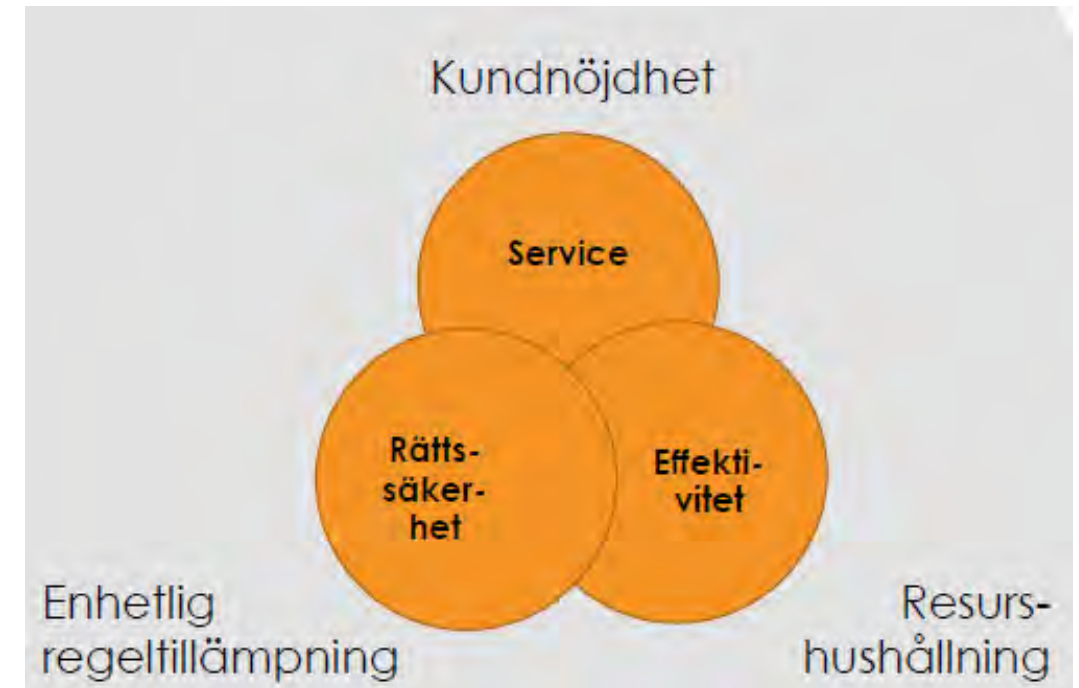 Kundnöjdhet
Service
Rätts-
säker-
het
Effekti-
vitet
Enhetlig
regeltillämpning
Resurs-
hushållning